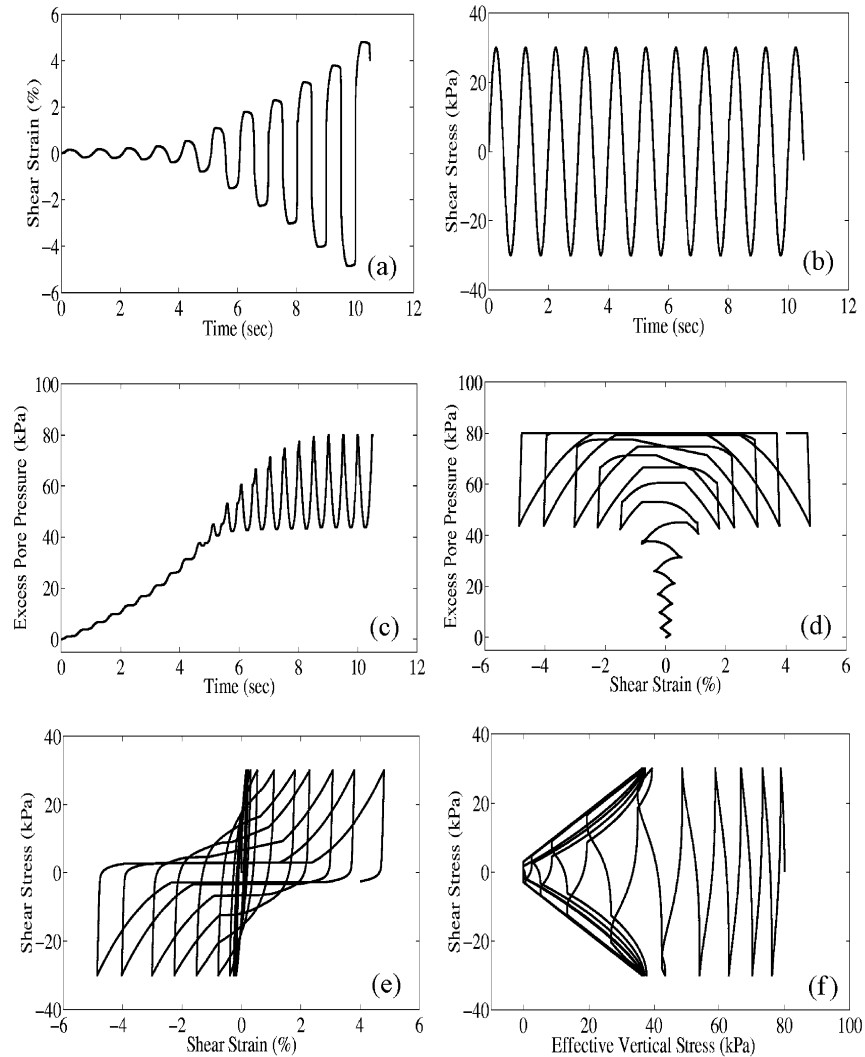 6
4
2
0
−2
−4
−6
0 2 4 6 8 10 12
Shear Strain (%)
Time (sec)
(a)
40
20
0
−20
−40
0 2 4 6 8 10 12
Shear Stress (kPa)
Time (sec)
(b)
100
80
60
40
20
0
0 2 4 6 8 10 12
Excess Pore Pressure (kPa)
Time (sec)
(c)
100
80
60
40
20
0
−6 −4 −2 0 2 4 6
Excess Pore Pressure (kPa)
Shear Strain (%)
(d)
40
20
0
−20
−40
−6 −4 −2 0 2 4 6
Shear Stress (kPa)
Shear Strain (%)
(e)
40
20
0
−20
−40
0 20 40 60 80 100
Shear Stress (kPa)
Effective Vertical Stress (kPa)
(f)